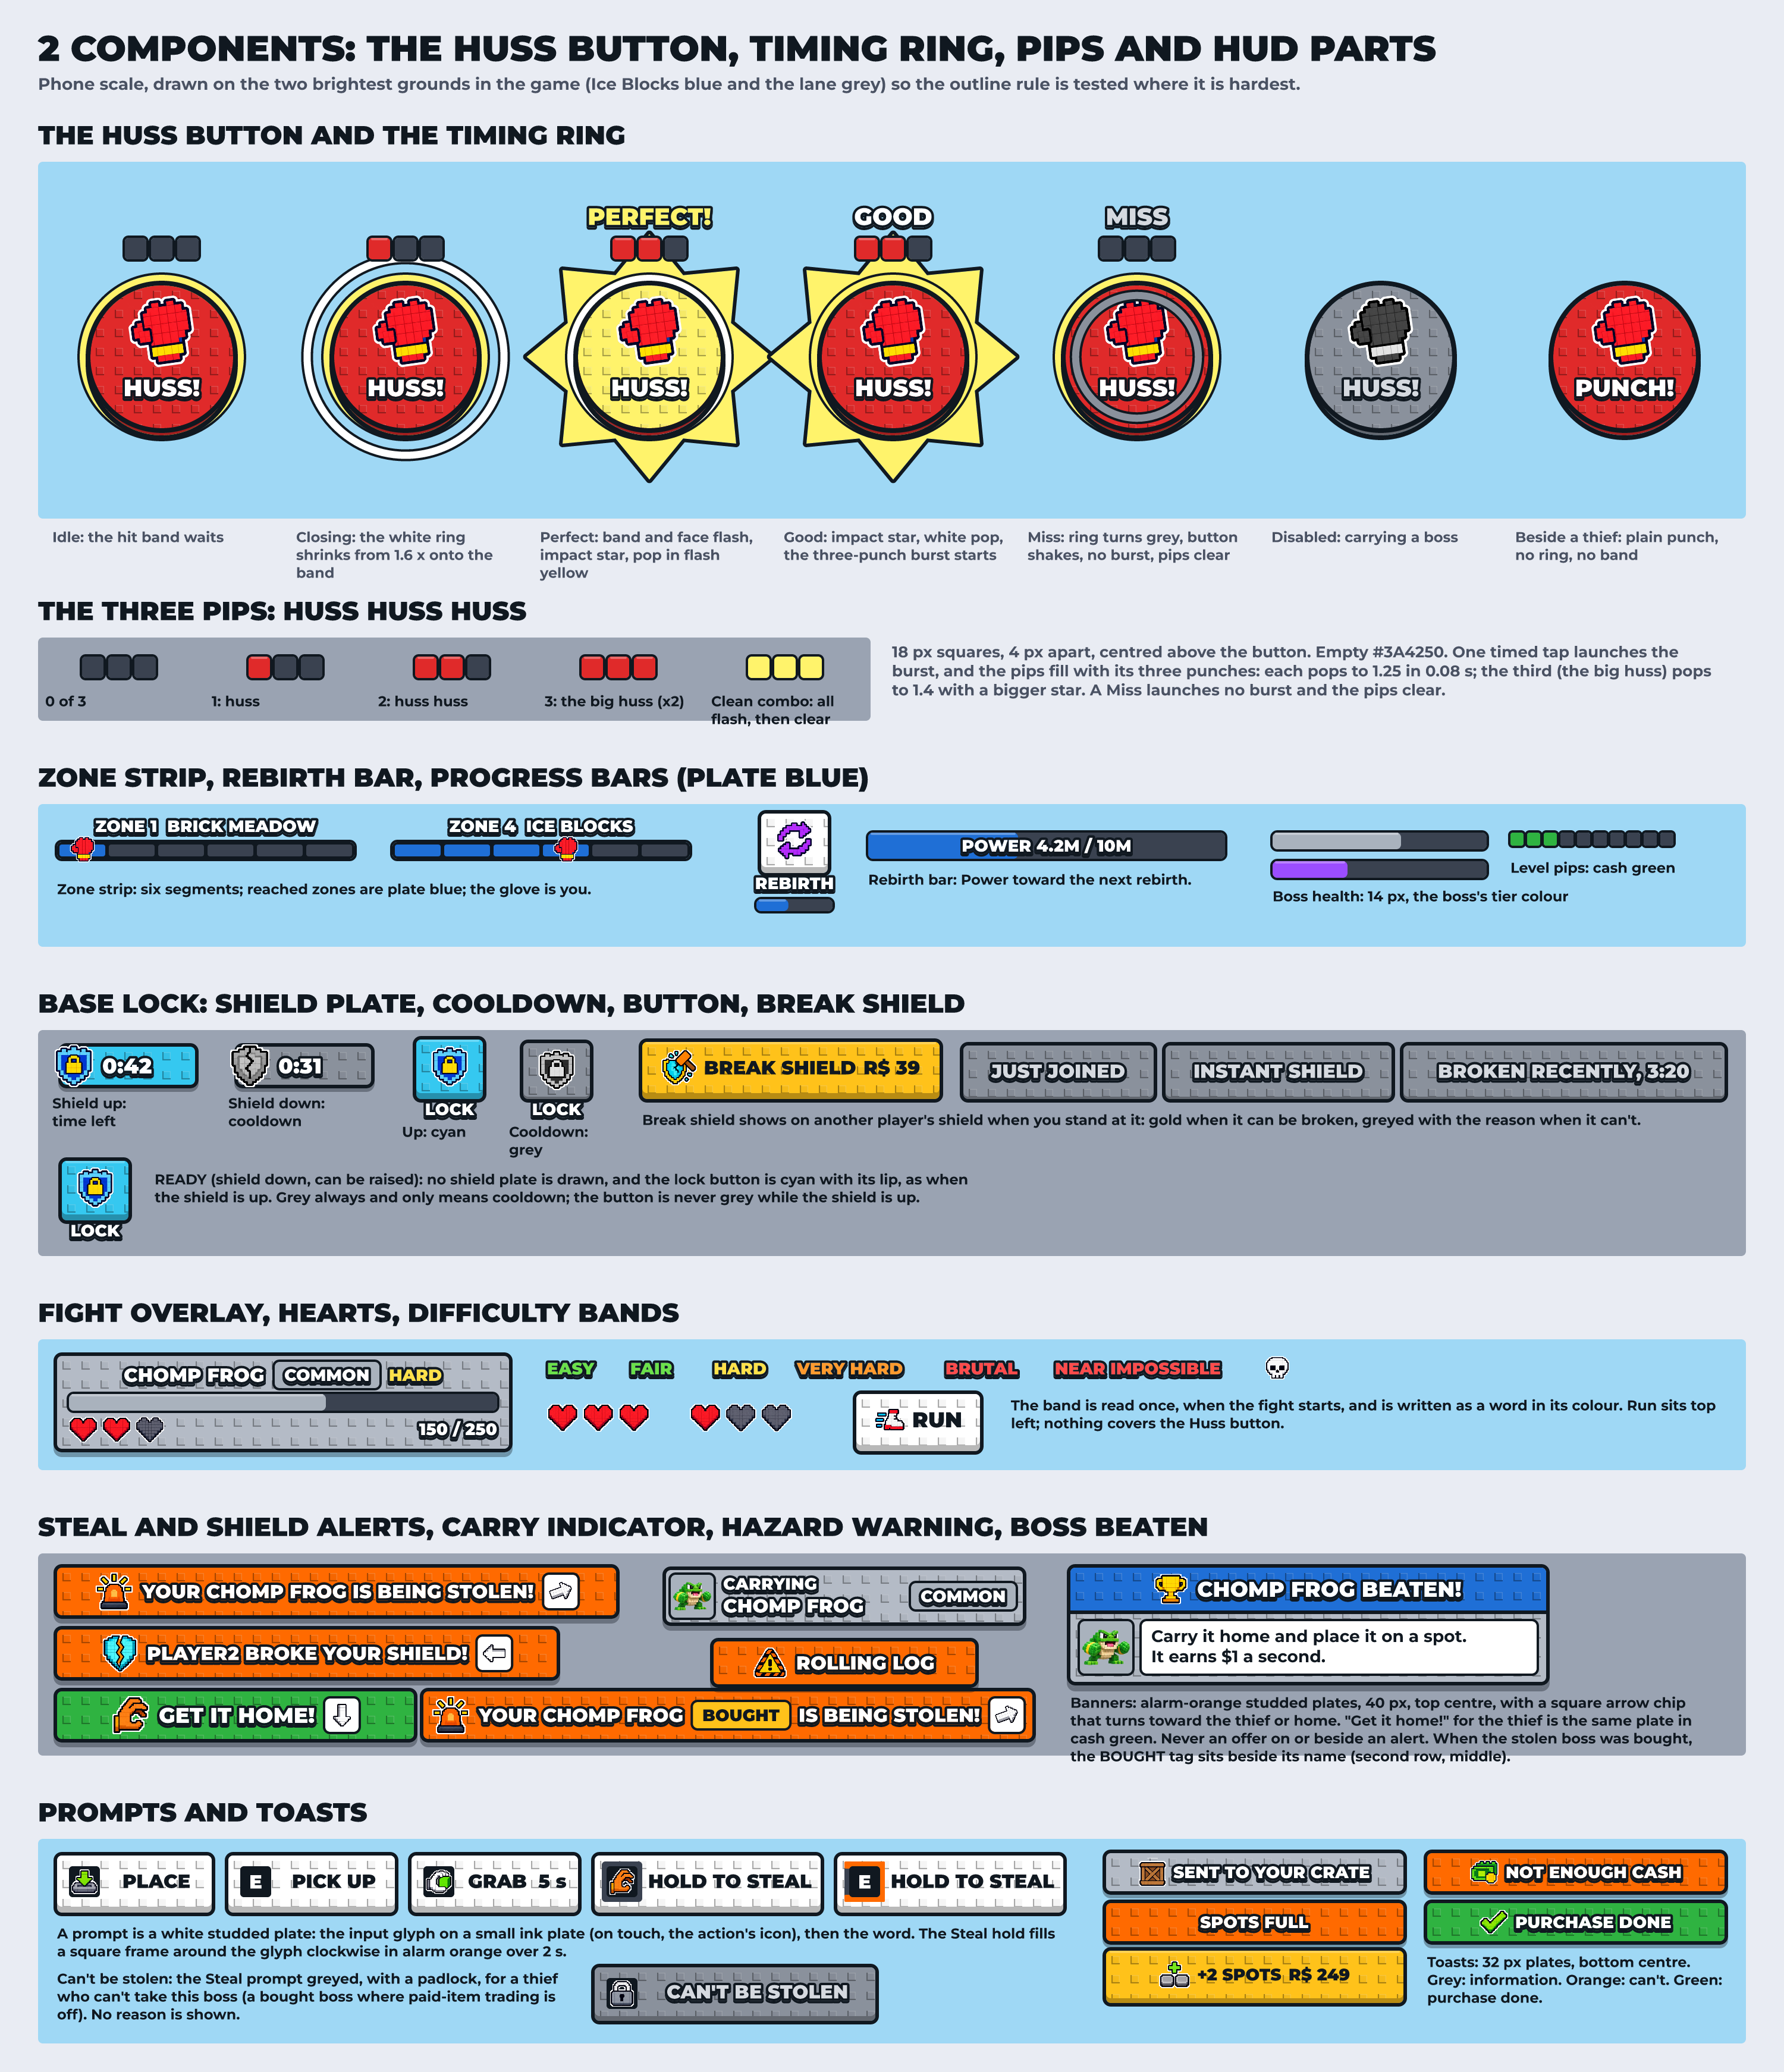 2 COMPONENTS: THE HUSS BUTTON, TIMING RING, PIPS AND HUD PARTS
Phone scale, drawn on the two brightest grounds in the game (Ice Blocks blue and the lane grey) so the outline rule is tested where it is hardest.
THE HUSS BUTTON AND THE TIMING RING
PERFECT!
GOOD
MISS
HUSS!
HUSS!
HUSS!
HUSS!
HUSS!
HUSS!
PUNCH!
Idle: the hit band waits
Closing: the white ring
shrinks from 1.6 x onto the
band
Perfect: band and face flash,
impact star, pop in flash
yellow
Good: impact star, white pop,
the three-punch burst starts
Miss: ring turns grey, button
shakes, no burst, pips clear
Disabled: carrying a boss
Beside a thief: plain punch,
no ring, no band
THE THREE PIPS: HUSS HUSS HUSS
0 of 3
1: huss
2: huss huss
3: the big huss (x2)
Clean combo: all
flash, then clear
18 px squares, 4 px apart, centred above the button. Empty #3A4250. One timed tap launches the
burst, and the pips fill with its three punches: each pops to 1.25 in 0.08 s; the third (the big huss) pops
to 1.4 with a bigger star. A Miss launches no burst and the pips clear.
ZONE STRIP, REBIRTH BAR, PROGRESS BARS (PLATE BLUE)
ZONE 1 BRICK MEADOW
ZONE 4 ICE BLOCKS
Zone strip: six segments; reached zones are plate blue; the glove is you.
REBIRTH
POWER 4.2M / 10M
Rebirth bar: Power toward the next rebirth.
Level pips: cash green
Boss health: 14 px, the boss's tier colour
BASE LOCK: SHIELD PLATE, COOLDOWN, BUTTON, BREAK SHIELD
0:42
Shield up:
time left
0:31
Shield down:
cooldown
LOCK
Up: cyan
LOCK
Cooldown:
grey
BREAK SHIELD R$ 39
JUST JOINED
INSTANT SHIELD
BROKEN RECENTLY, 3:20
Break shield shows on another player's shield when you stand at it: gold when it can be broken, greyed with the reason when it can't.
LOCK
READY (shield down, can be raised): no shield plate is drawn, and the lock button is cyan with its lip, as when
the shield is up. Grey always and only means cooldown; the button is never grey while the shield is up.
FIGHT OVERLAY, HEARTS, DIFFICULTY BANDS
CHOMP FROG
COMMON
HARD
150 / 250
EASY
FAIR
HARD
VERY HARD
BRUTAL
NEAR IMPOSSIBLE
RUN
The band is read once, when the fight starts, and is written as a word in its colour. Run sits top
left; nothing covers the Huss button.
STEAL AND SHIELD ALERTS, CARRY INDICATOR, HAZARD WARNING, BOSS BEATEN
YOUR CHOMP FROG IS BEING STOLEN!
PLAYER2 BROKE YOUR SHIELD!
GET IT HOME!
YOUR CHOMP FROG
BOUGHT
IS BEING STOLEN!
CARRYING
CHOMP FROG
COMMON
ROLLING LOG
CHOMP FROG BEATEN!
Carry it home and place it on a spot.
It earns $1 a second.
Banners: alarm-orange studded plates, 40 px, top centre, with a square arrow chip
that turns toward the thief or home. "Get it home!" for the thief is the same plate in
cash green. Never an offer on or beside an alert. When the stolen boss was bought,
the BOUGHT tag sits beside its name (second row, middle).
PROMPTS AND TOASTS
PLACE
E PICK UP
GRAB 5 s
HOLD TO STEAL
E HOLD TO STEAL
A prompt is a white studded plate: the input glyph on a small ink plate (on touch, the action's icon), then the word. The Steal hold fills
a square frame around the glyph clockwise in alarm orange over 2 s.
Can't be stolen: the Steal prompt greyed, with a padlock, for a thief
who can't take this boss (a bought boss where paid-item trading is
off). No reason is shown.
CAN'T BE STOLEN
SENT TO YOUR CRATE
NOT ENOUGH CASH
SPOTS FULL
PURCHASE DONE
+2 SPOTS R$ 249
Toasts: 32 px plates, bottom centre.
Grey: information. Orange: can't. Green:
purchase done.